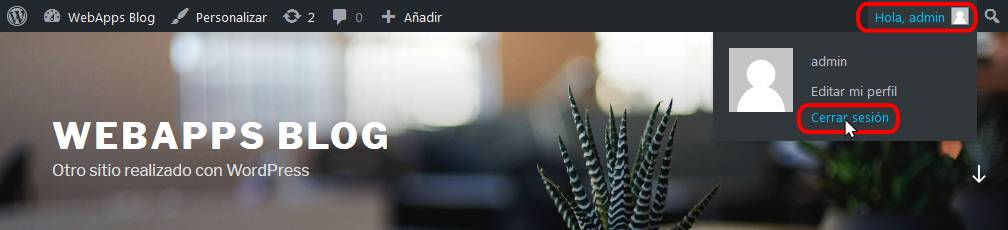 WebApps Blog Personalizar 2 0 Añadir Hola, admin
admin
Editar mi perfil
Cerrar sesión
WEBAPPS BLOG
Otro sitio realizado con WordPress